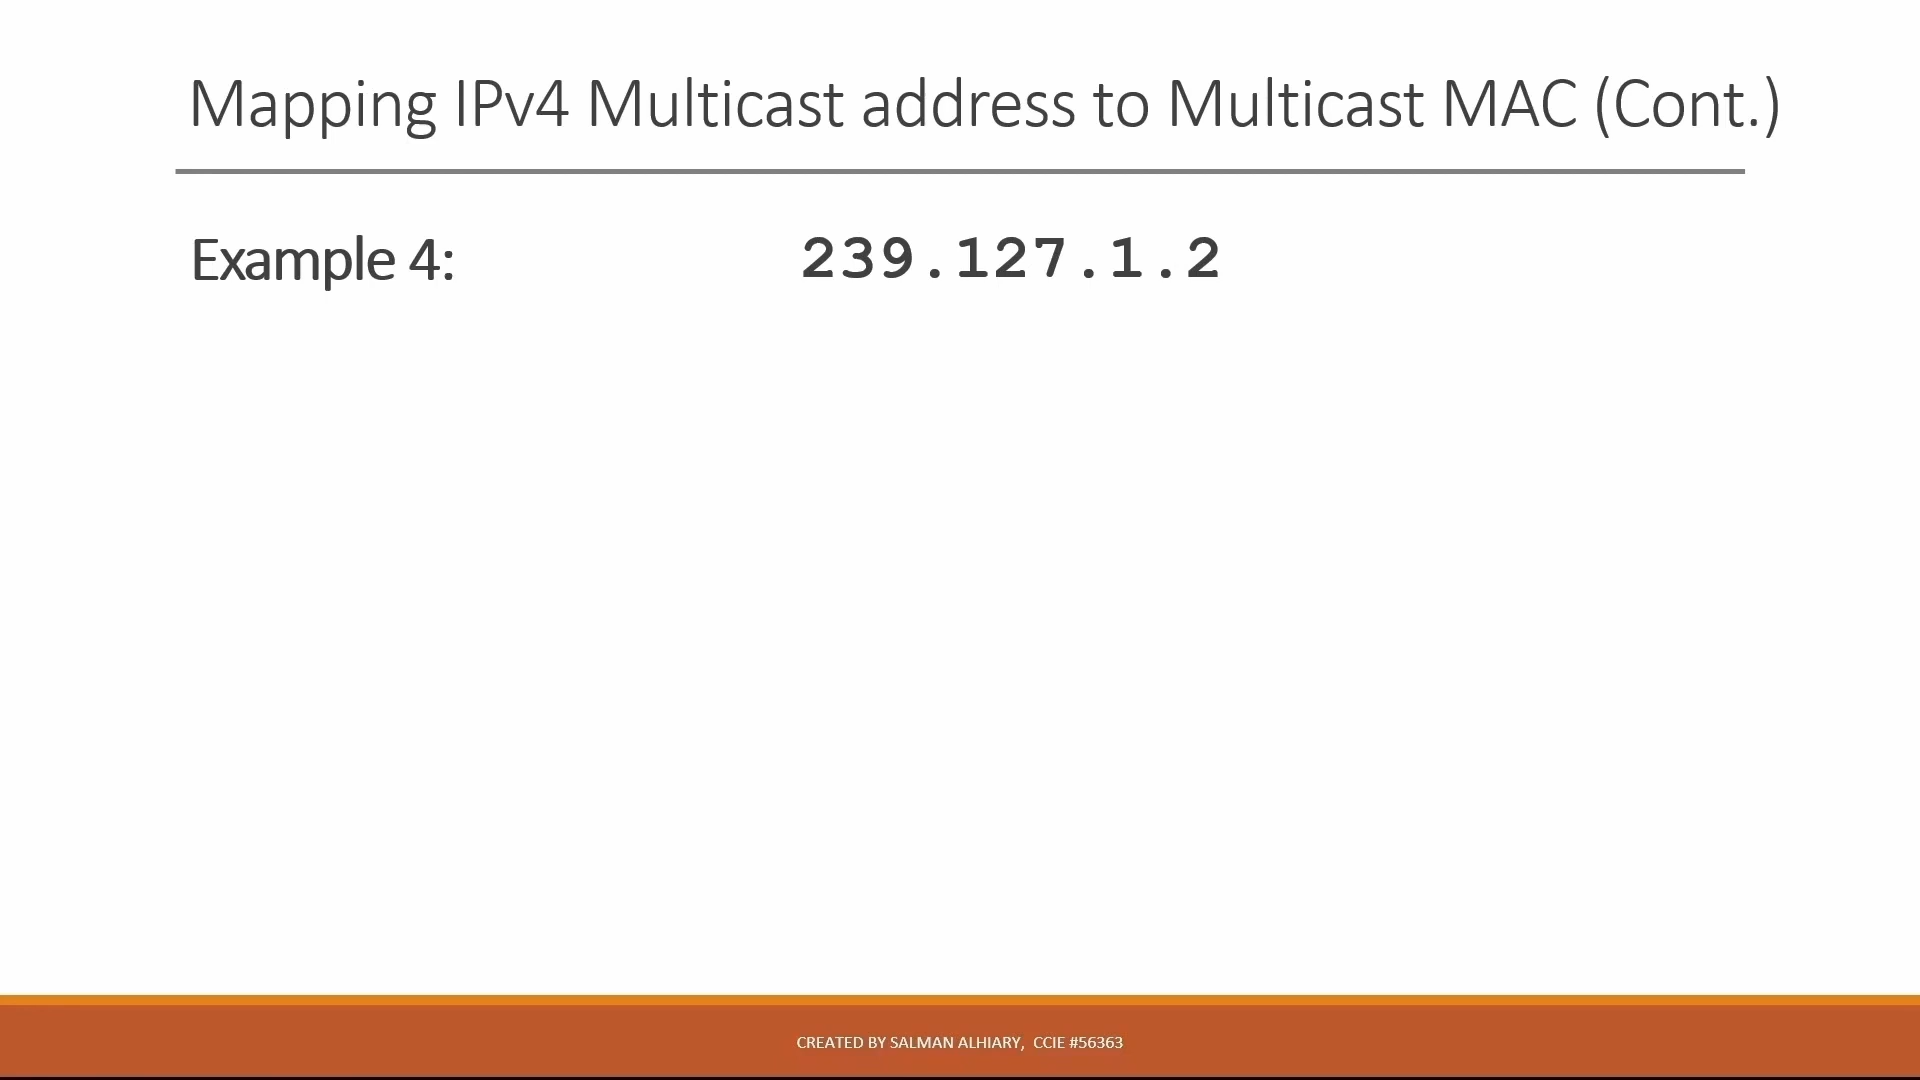 Mapping IPv4 Multicast address to Multicast MAC (Cont.)
Example 4: 239.127.1.2
CREATED BY SALMAN ALHIARY, CCIE #56363